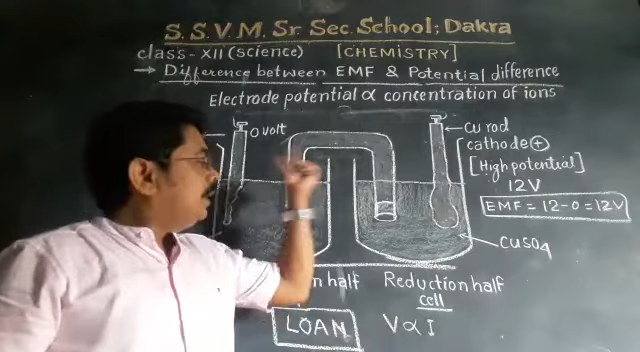 S. S. V. M. Sr. Sec. School; Dakra
class-XII (science) [CHEMISTRY]
→ Difference between EMF & Potential difference
Electrode potential ∝ concentration of ions
0 volt
← cu rod
cathode ⊕
[High potential]
12V
EMF = 12-0 = 12V
CuSO4
half Reduction half
cell
LOAN V ∝ I